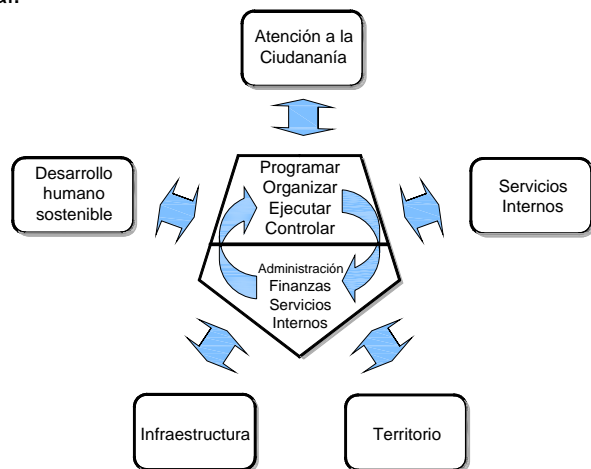 Atención a la
Ciudananía
Desarrollo
humano
sostenible
Programar
Organizar
Ejecutar
Controlar
Servicios
Internos
Administración
Finanzas
Servicios
Internos
Infraestructura
Territorio